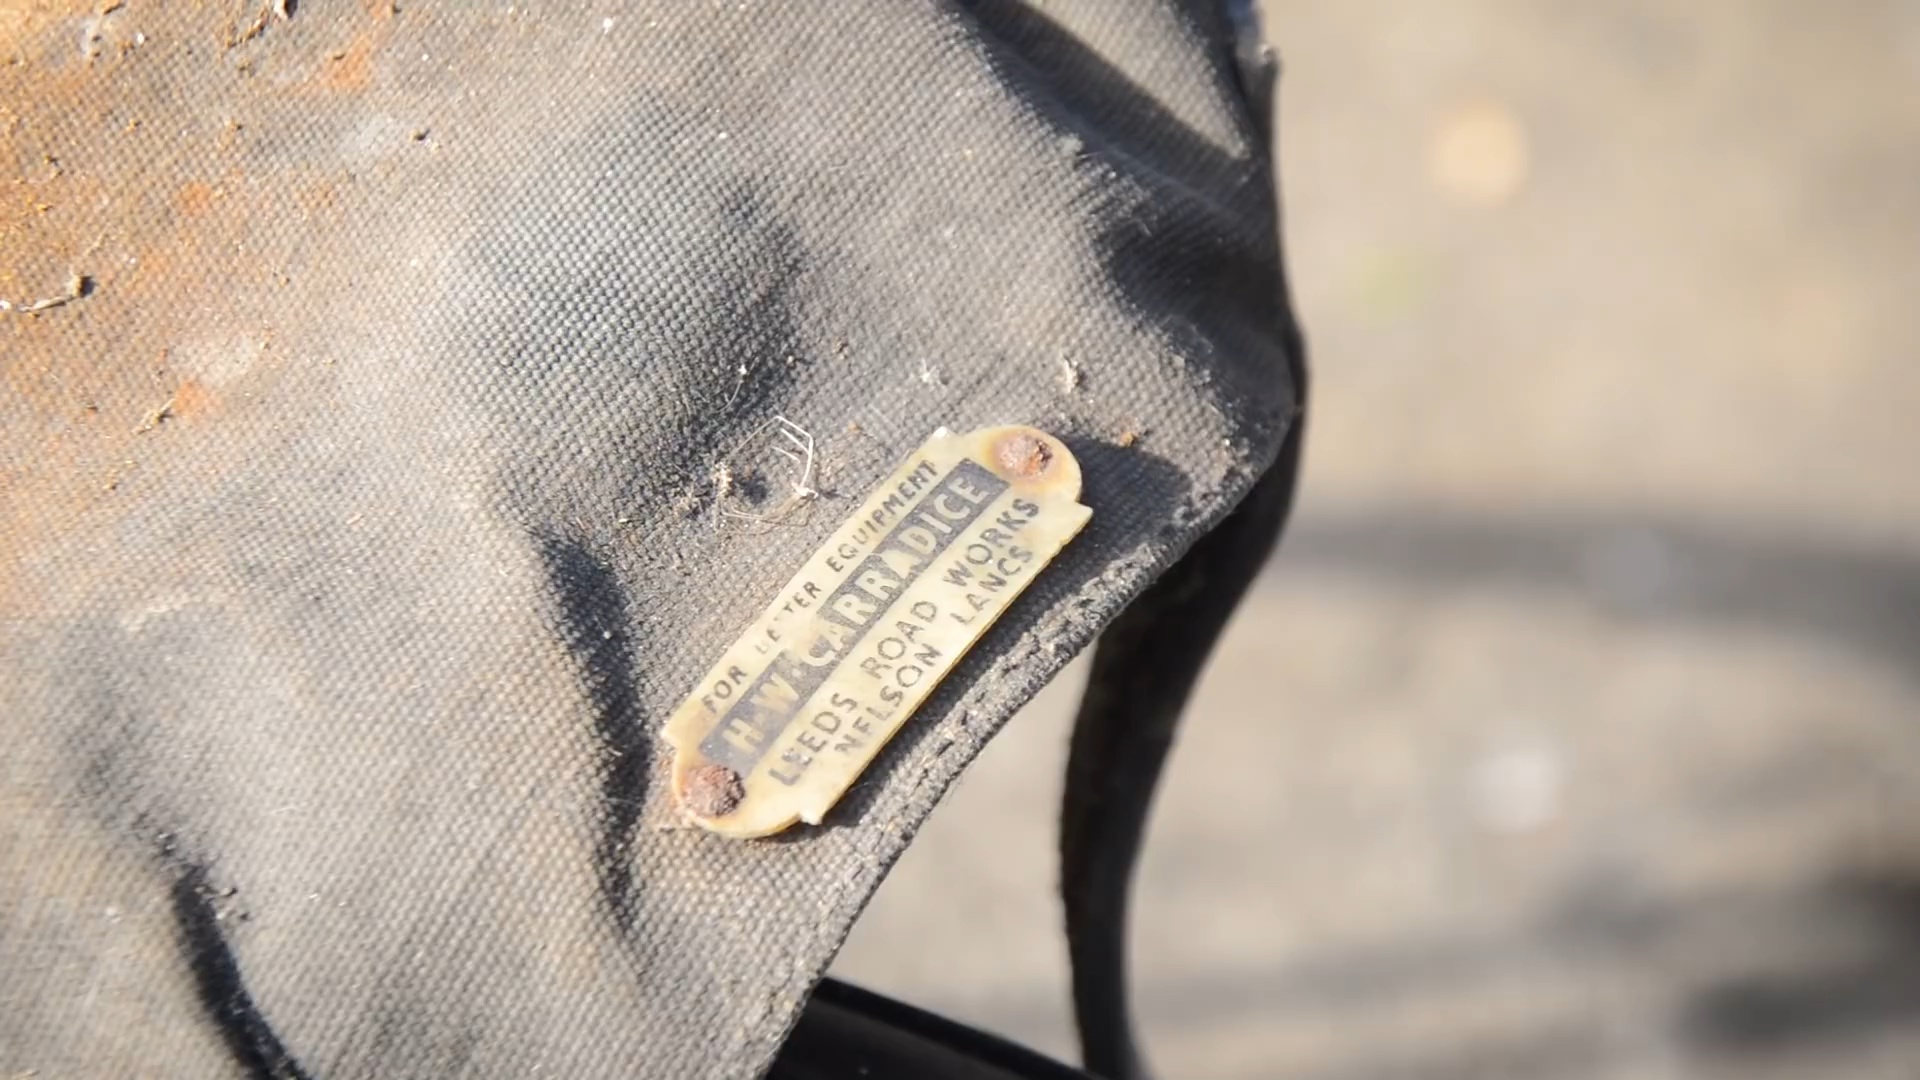 FOR BETTER EQUIPMENT
H·W·CARRADICE
LEEDS ROAD WORKS
NELSON LANCS